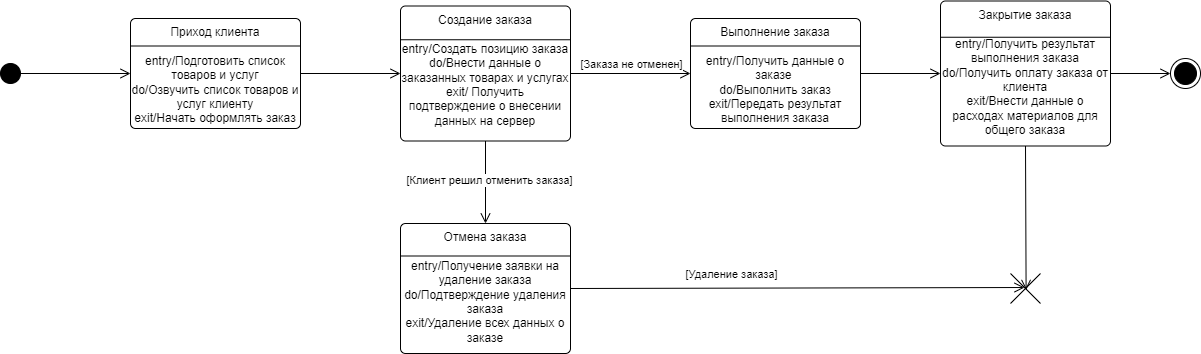 Приход клиента
entry/Подготовить список
товаров и услуг
do/Озвучить список товаров и
услуг клиенту
exit/Начать оформлять заказ
Создание заказа
entry/Создать позицию заказа
do/Внести данные о
заказанных товарах и услугах
exit/ Получить
подтверждение о внесении
данных на сервер
[Заказа не отменен]
Выполнение заказа
entry/Получить данные о
заказе
do/Выполнить заказ
exit/Передать результат
выполнения заказа
Закрытие заказа
entry/Получить результат
выполнения заказа
do/Получить оплату заказа от
клиента
exit/Внести данные о
расходах материалов для
общего заказа
[Клиент решил отменить заказа]
Отмена заказа
entry/Получение заявки на
удаление заказа
do/Подтверждение удаления
заказа
exit/Удаление всех данных о
заказе
[Удаление заказа]